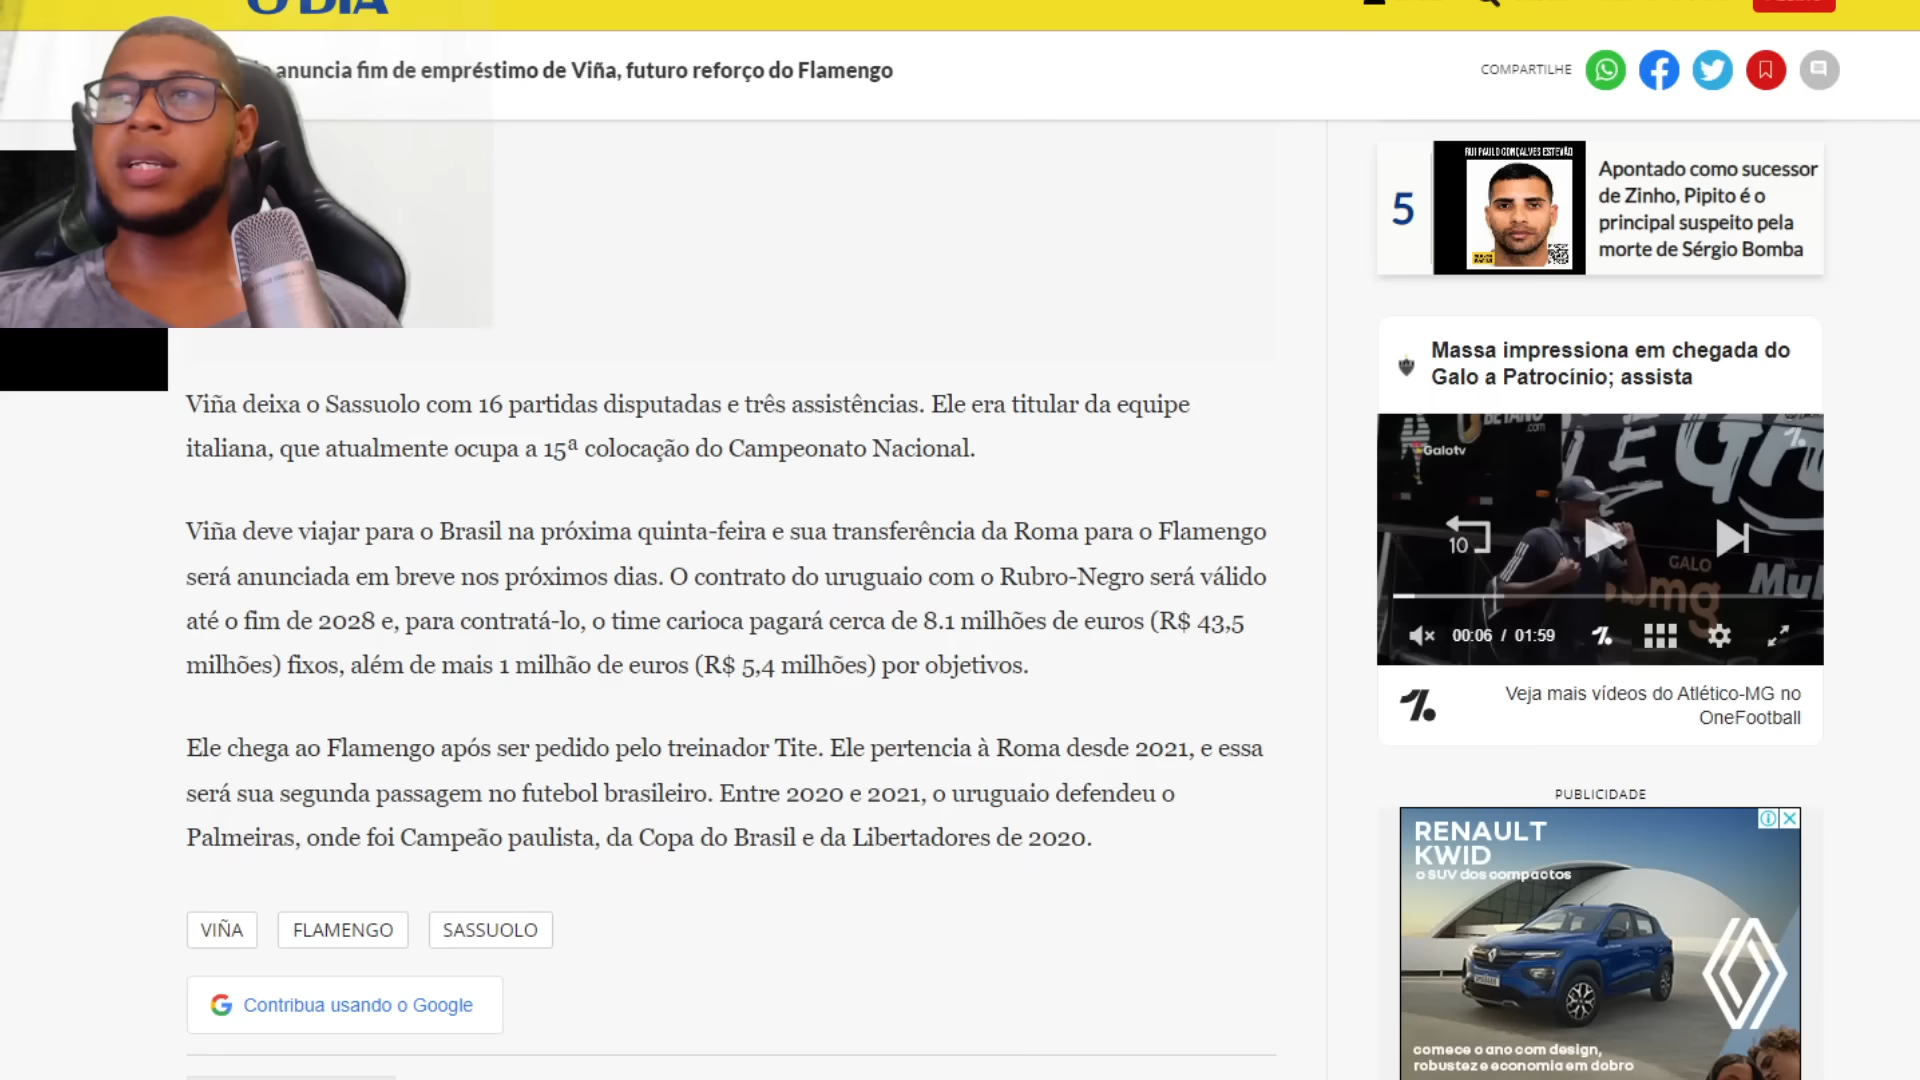 O DIA
anuncia fim de empréstimo de Viña, futuro reforço do Flamengo
COMPARTILHE
5
RUI PAULO GONÇALVES ESTEVÃO
Apontado como sucessor
de Zinho, Pipito é o
principal suspeito pela
morte de Sérgio Bomba
Massa impressiona em chegada do
Galo a Patrocínio; assista
BETANO
.com
Galotv
10
GALO
bmg
Mul
00:06 / 01:59
Veja mais vídeos do Atlético-MG no
OneFootball
Viña deixa o Sassuolo com 16 partidas disputadas e três assistências. Ele era titular da equipe
italiana, que atualmente ocupa a 15ª colocação do Campeonato Nacional.
Viña deve viajar para o Brasil na próxima quinta-feira e sua transferência da Roma para o Flamengo
será anunciada em breve nos próximos dias. O contrato do uruguaio com o Rubro-Negro será válido
até o fim de 2028 e, para contratá-lo, o time carioca pagará cerca de 8.1 milhões de euros (R$ 43,5
milhões) fixos, além de mais 1 milhão de euros (R$ 5,4 milhões) por objetivos.
Ele chega ao Flamengo após ser pedido pelo treinador Tite. Ele pertencia à Roma desde 2021, e essa
será sua segunda passagem no futebol brasileiro. Entre 2020 e 2021, o uruguaio defendeu o
Palmeiras, onde foi Campeão paulista, da Copa do Brasil e da Libertadores de 2020.
VIÑA
FLAMENGO
SASSUOLO
Contribua usando o Google
PUBLICIDADE
RENAULT
KWID
o SUV dos compactos
comece o ano com design,
robustez e economia em dobro